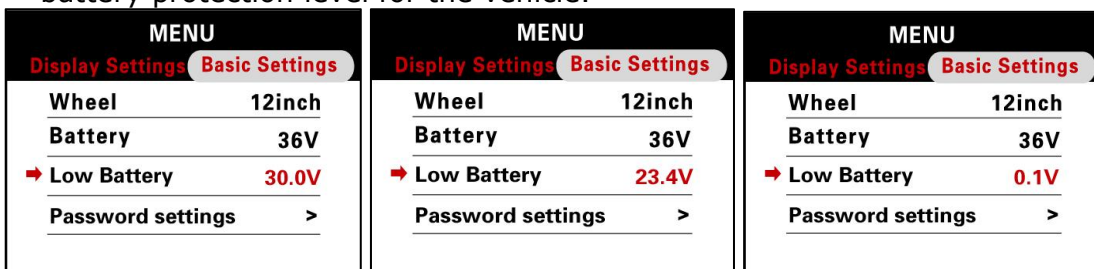 battery protection level for the vehicle.
MENU
Display Settings Basic Settings
Wheel 12inch
Battery 36V
Low Battery 30.0V
Password settings >
MENU
Display Settings Basic Settings
Wheel 12inch
Battery 36V
Low Battery 23.4V
Password settings >
MENU
Display Settings Basic Settings
Wheel 12inch
Battery 36V
Low Battery 0.1V
Password settings >